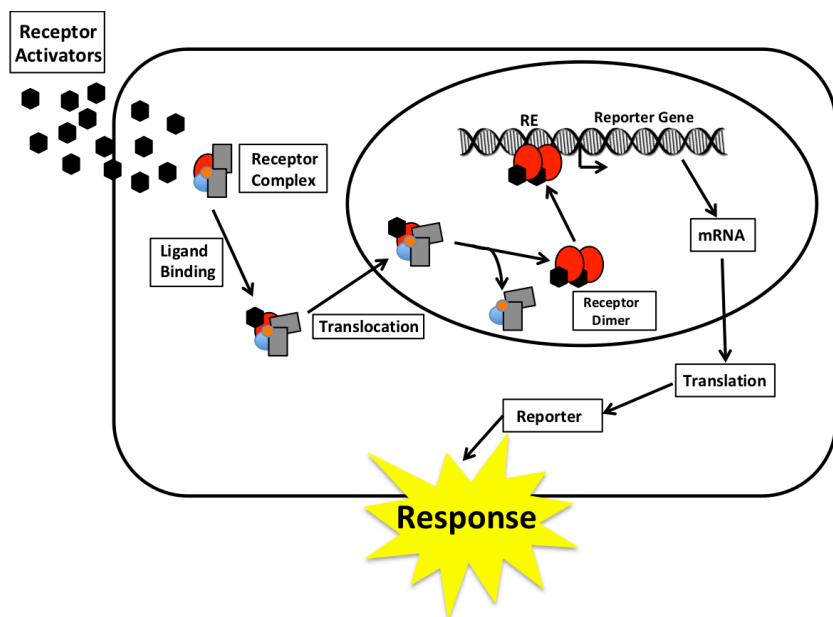 Receptor
Activators
Receptor
Complex
Ligand
Binding
Translocation
RE
Reporter Gene
mRNA
Receptor
Dimer
Translation
Reporter
Response